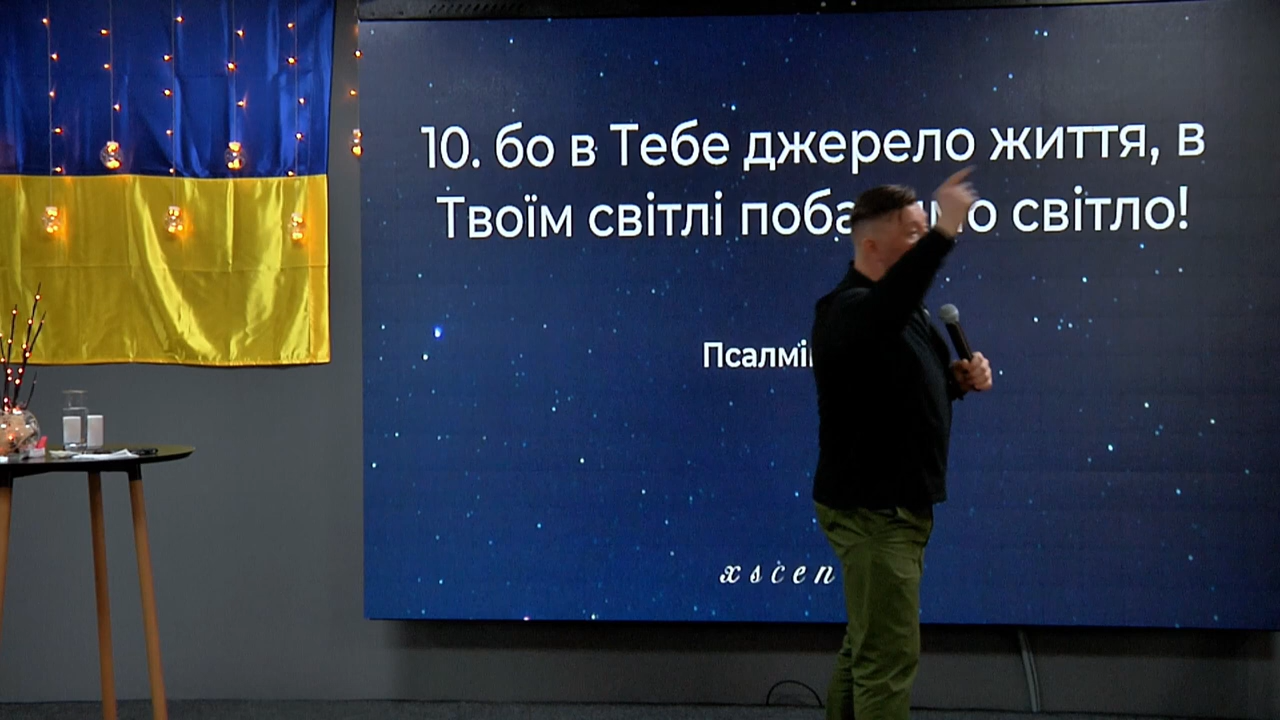 10. бо в Тебе джерело життя, в
Твоїм світлі світло!